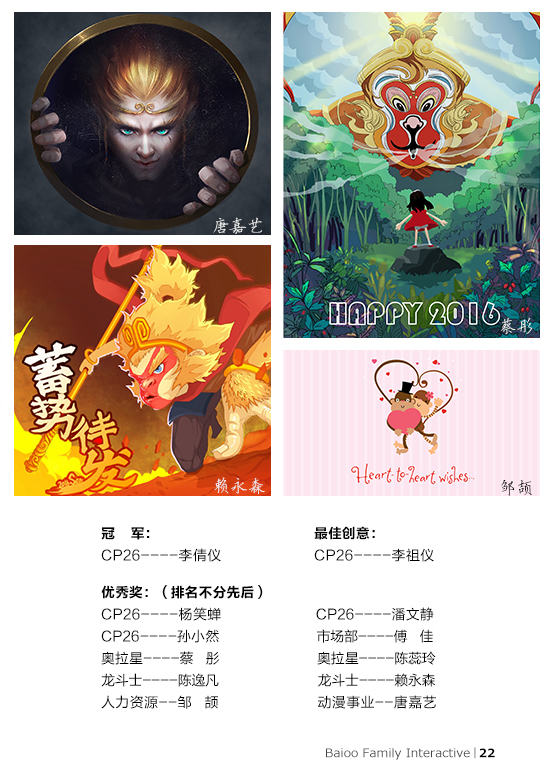 唐嘉艺
HAPPY 2016
蔡彤
蓄势待发
赖永森
Heart-to-heart wishes...
邹颉
冠 军：
CP26----李倩仪
最佳创意：
CP26----李祖仪
优秀奖：（排名不分先后）
CP26----杨笑蝉
CP26----潘文静
CP26----孙小然
市场部----傅 佳
奥拉星----蔡 彤
奥拉星----陈蕊玲
龙斗士----陈逸凡
龙斗士----赖永森
人力资源--邹 颉
动漫事业--唐嘉艺
Baioo Family Interactive | 22